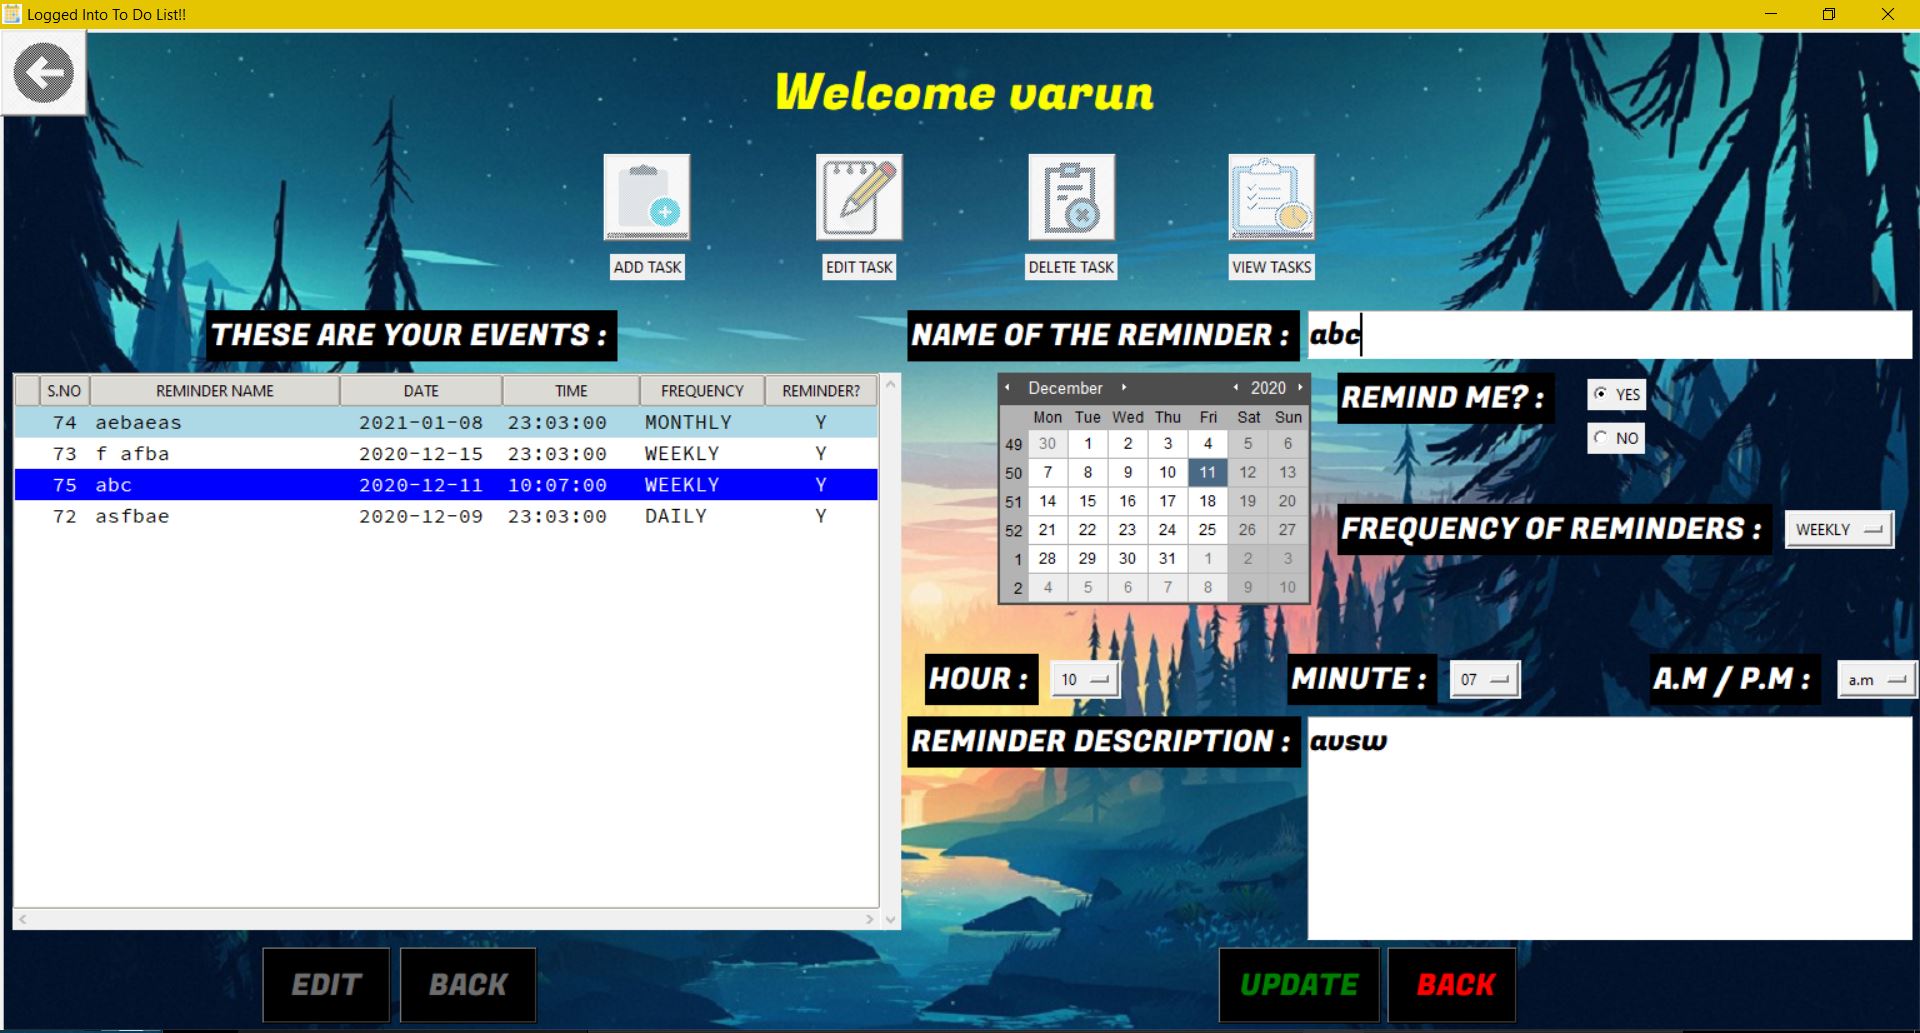 Logged Into To Do List!!
Welcome varun
ADD TASK EDIT TASK DELETE TASK VIEW TASKS
THESE ARE YOUR EVENTS :
S.NO REMINDER NAME DATE TIME FREQUENCY REMINDER?
74 aebaeas 2021-01-08 23:03:00 MONTHLY Y
73 f afba 2020-12-15 23:03:00 WEEKLY Y
75 abc 2020-12-11 10:07:00 WEEKLY Y
72 asfbae 2020-12-09 23:03:00 DAILY Y
EDIT BACK
NAME OF THE REMINDER : abc
December 2020
Mon Tue Wed Thu Fri Sat Sun
49 30 1 2 3 4 5 6
50 7 8 9 10 11 12 13
51 14 15 16 17 18 19 20
52 21 22 23 24 25 26 27
1 28 29 30 31 1 2 3
2 4 5 6 7 8 9 10
REMIND ME? : YES
NO
FREQUENCY OF REMINDERS : WEEKLY
HOUR : 10 MINUTE : 07 A.M / P.M : a.m
REMINDER DESCRIPTION : avsw
UPDATE BACK